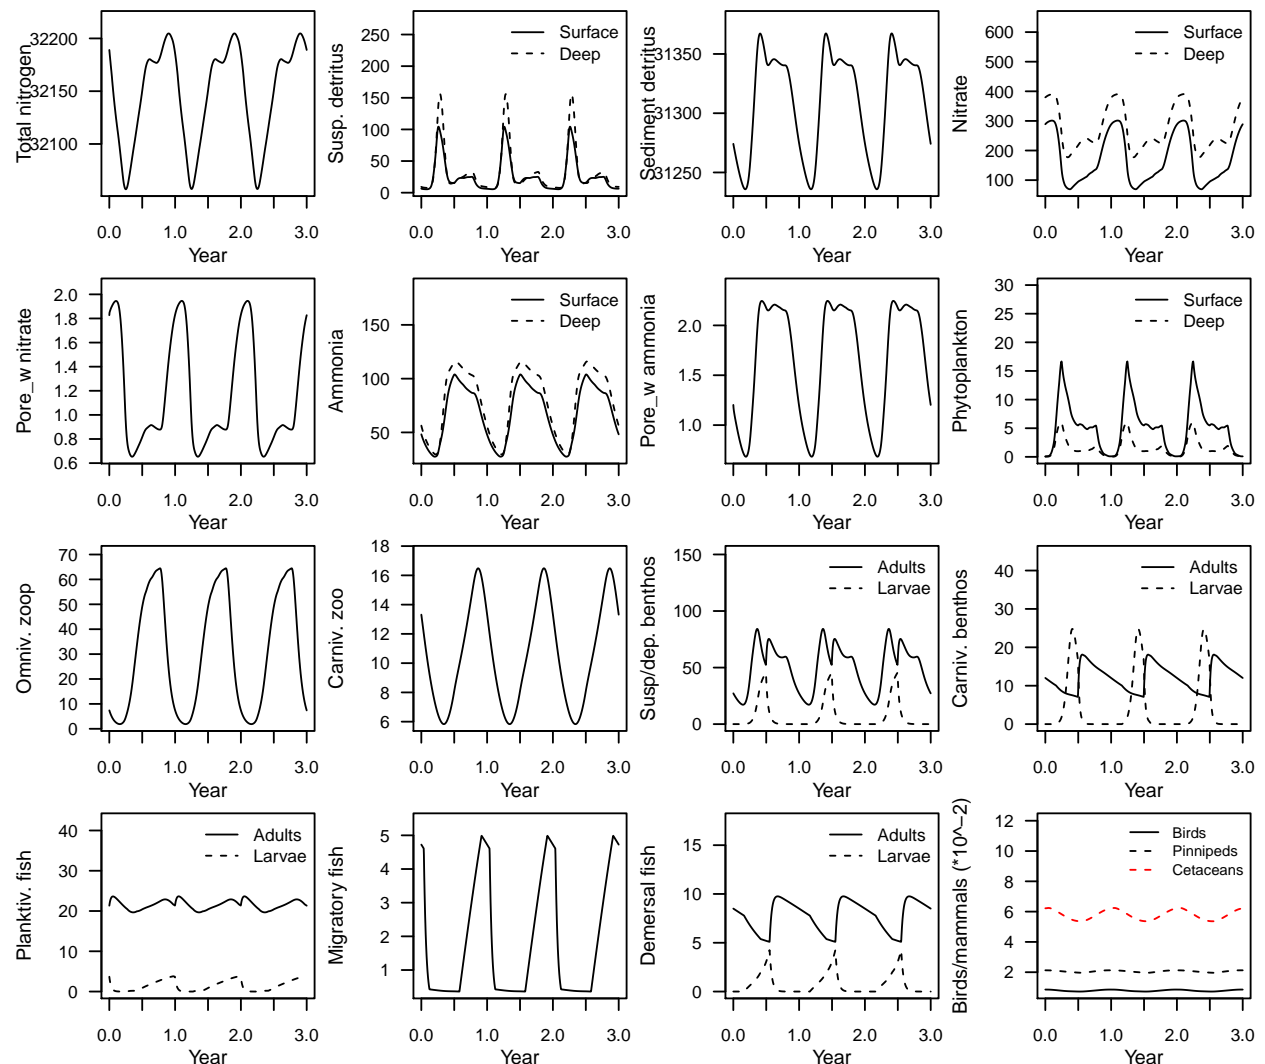 Total nitrogen
32200
32150
32100
0.0 1.0 2.0 3.0
Year
Susp. detritus
250
200
150
100
50
0
Surface
Deep
0.0 1.0 2.0 3.0
Year
Sediment detritus
31350
31300
31250
0.0 1.0 2.0 3.0
Year
Nitrate
600
500
400
300
200
100
Surface
Deep
0.0 1.0 2.0 3.0
Year
Pore_w nitrate
2.0
1.8
1.6
1.4
1.2
1.0
0.8
0.6
0.0 1.0 2.0 3.0
Year
Ammonia
150
100
50
Surface
Deep
0.0 1.0 2.0 3.0
Year
Pore_w ammonia
2.0
1.5
1.0
0.0 1.0 2.0 3.0
Year
Phytoplankton
30
25
20
15
10
5
0
Surface
Deep
0.0 1.0 2.0 3.0
Year
Omniv. zoop
70
60
50
40
30
20
10
0
0.0 1.0 2.0 3.0
Year
Carniv. zoo
18
16
14
12
10
8
6
0.0 1.0 2.0 3.0
Year
Susp/dep. benthos
150
100
50
0
Adults
Larvae
0.0 1.0 2.0 3.0
Year
Carniv. benthos
40
30
20
10
0
Adults
Larvae
0.0 1.0 2.0 3.0
Year
Planktiv. fish
40
30
20
10
0
Adults
Larvae
0.0 1.0 2.0 3.0
Year
Migratory fish
5
4
3
2
1
0.0 1.0 2.0 3.0
Year
Demersal fish
15
10
5
0
Adults
Larvae
0.0 1.0 2.0 3.0
Year
Birds/mammals (*10^−2)
12
10
8
6
4
2
Birds
Pinnipeds
Cetaceans
0.0 1.0 2.0 3.0
Year